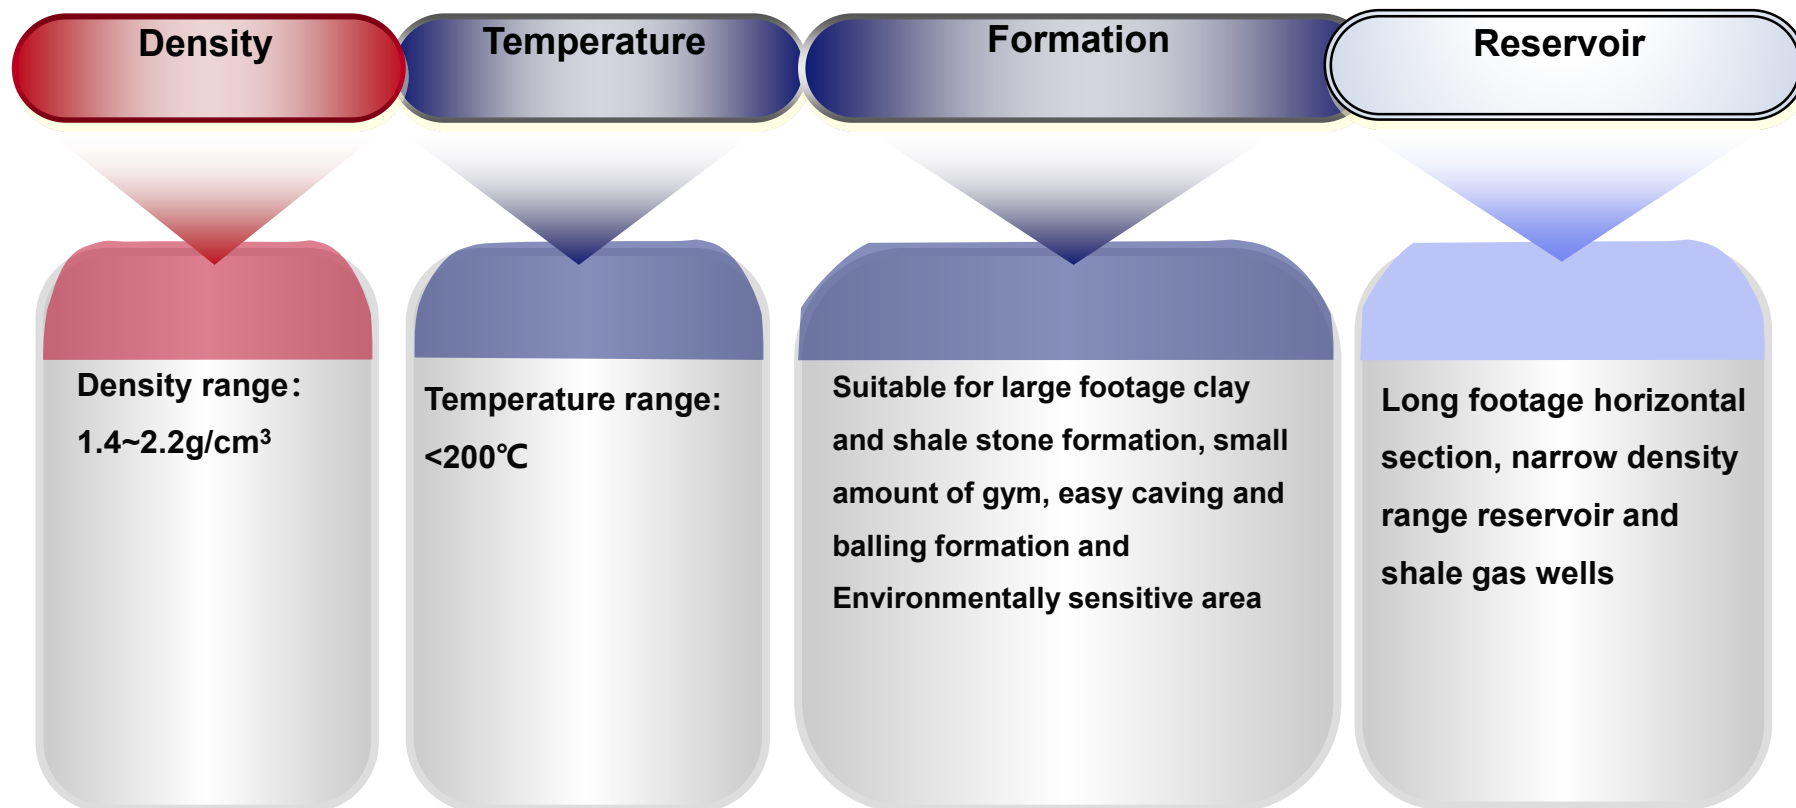 Density
Temperature
Formation
Reservoir
Density range：
1.4~2.2g/cm³
Temperature range:
<200℃
Suitable for large footage clay
and shale stone formation, small
amount of gym, easy caving and
balling formation and
Environmentally sensitive area
Long footage horizontal
section, narrow density
range reservoir and
shale gas wells